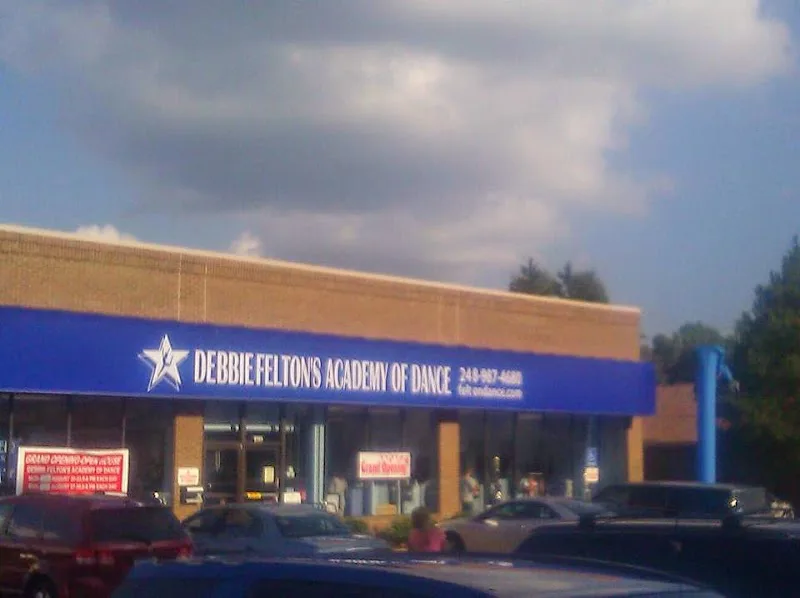 DEBBIE FELTON'S ACADEMY OF DANCE
248-987-4680
feltondance.com
GRAND OPENING-OPEN HOUSE
DEBBIE FELTON'S ACADEMY OF DANCE
Grand Opening